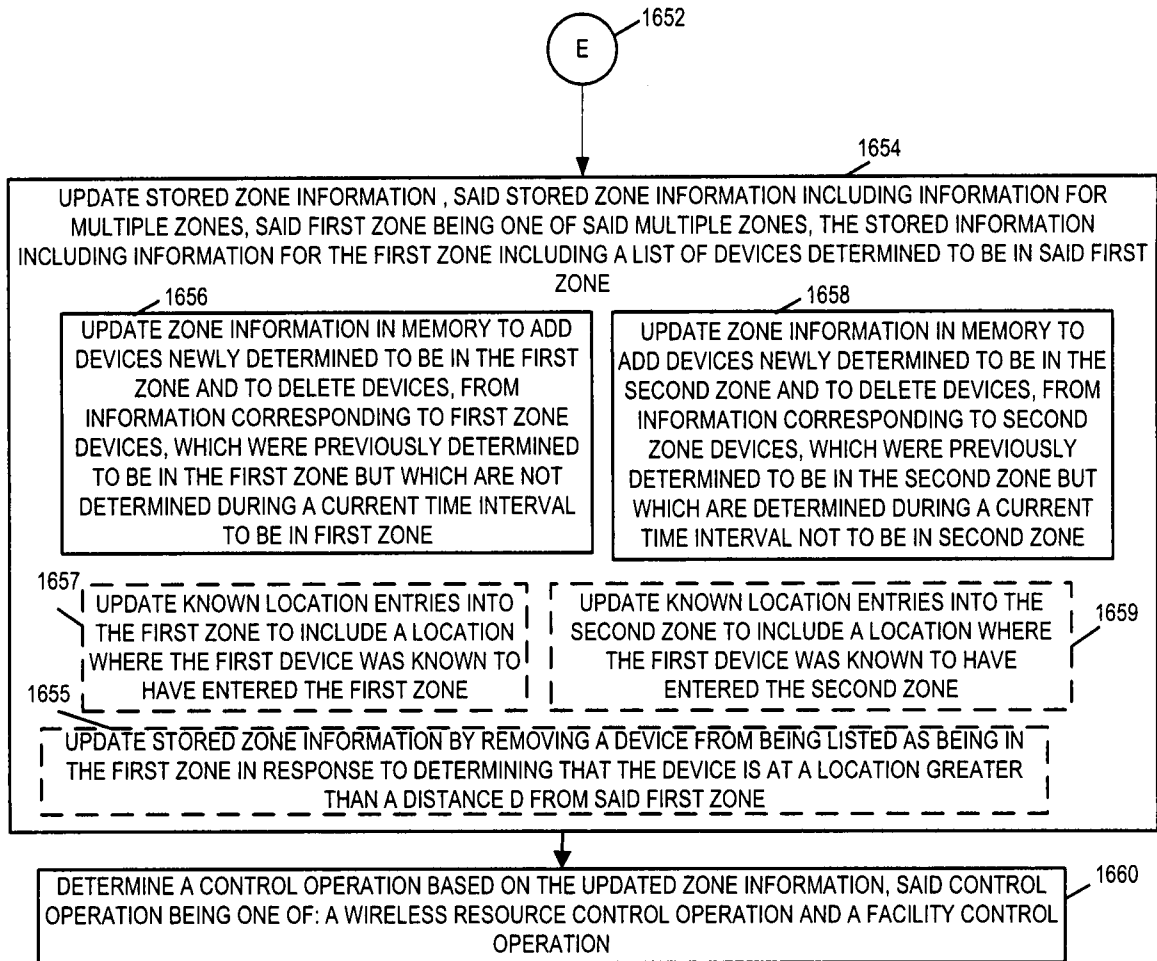 1652
E
1654
UPDATE STORED ZONE INFORMATION , SAID STORED ZONE INFORMATION INCLUDING INFORMATION FOR
MULTIPLE ZONES, SAID FIRST ZONE BEING ONE OF SAID MULTIPLE ZONES, THE STORED INFORMATION
INCLUDING INFORMATION FOR THE FIRST ZONE INCLUDING A LIST OF DEVICES DETERMINED TO BE IN SAID FIRST
ZONE
1656
UPDATE ZONE INFORMATION IN MEMORY TO ADD
DEVICES NEWLY DETERMINED TO BE IN THE FIRST
ZONE AND TO DELETE DEVICES, FROM
INFORMATION CORRESPONDING TO FIRST ZONE
DEVICES, WHICH WERE PREVIOUSLY DETERMINED
TO BE IN THE FIRST ZONE BUT WHICH ARE NOT
DETERMINED DURING A CURRENT TIME INTERVAL
TO BE IN FIRST ZONE
1658
UPDATE ZONE INFORMATION IN MEMORY TO
ADD DEVICES NEWLY DETERMINED TO BE IN THE
SECOND ZONE AND TO DELETE DEVICES, FROM
INFORMATION CORRESPONDING TO SECOND
ZONE DEVICES, WHICH WERE PREVIOUSLY
DETERMINED TO BE IN THE SECOND ZONE BUT
WHICH ARE DETERMINED DURING A CURRENT
TIME INTERVAL NOT TO BE IN SECOND ZONE
1657
UPDATE KNOWN LOCATION ENTRIES INTO
THE FIRST ZONE TO INCLUDE A LOCATION
WHERE THE FIRST DEVICE WAS KNOWN TO
HAVE ENTERED THE FIRST ZONE
UPDATE KNOWN LOCATION ENTRIES INTO THE
SECOND ZONE TO INCLUDE A LOCATION WHERE
THE FIRST DEVICE WAS KNOWN TO HAVE
ENTERED THE SECOND ZONE
1659
1655
UPDATE STORED ZONE INFORMATION BY REMOVING A DEVICE FROM BEING LISTED AS BEING IN
THE FIRST ZONE IN RESPONSE TO DETERMINING THAT THE DEVICE IS AT A LOCATION GREATER
THAN A DISTANCE D FROM SAID FIRST ZONE
1660
DETERMINE A CONTROL OPERATION BASED ON THE UPDATED ZONE INFORMATION, SAID CONTROL
OPERATION BEING ONE OF: A WIRELESS RESOURCE CONTROL OPERATION AND A FACILITY CONTROL
OPERATION